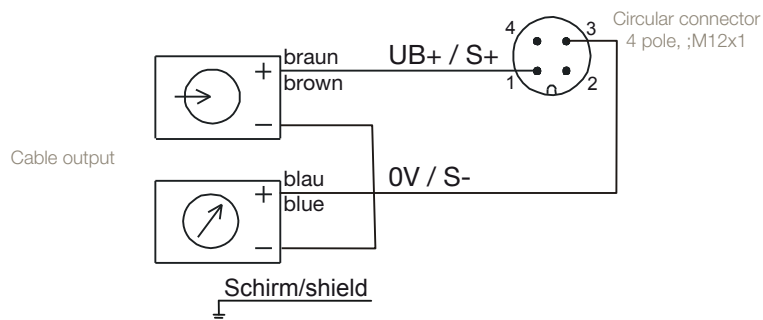 4
3
Circular connector
4 pole, ;M12x1
braun
UB+ / S+
+
brown
1
2
−
Cable output
blau
0V / S-
+
blue
−
Schirm/shield